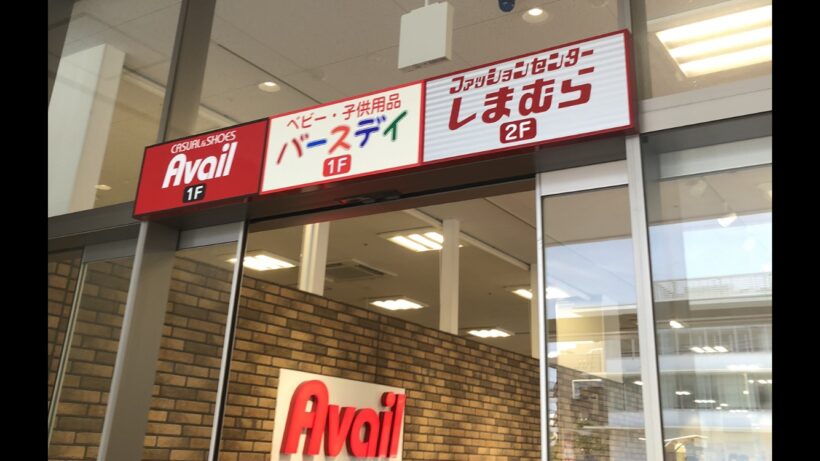 CASUAL&SHOES
Avail
1F
ベビー・子供用品
バースデイ
1F
ファッションセンター
しまむら
2F
Avail